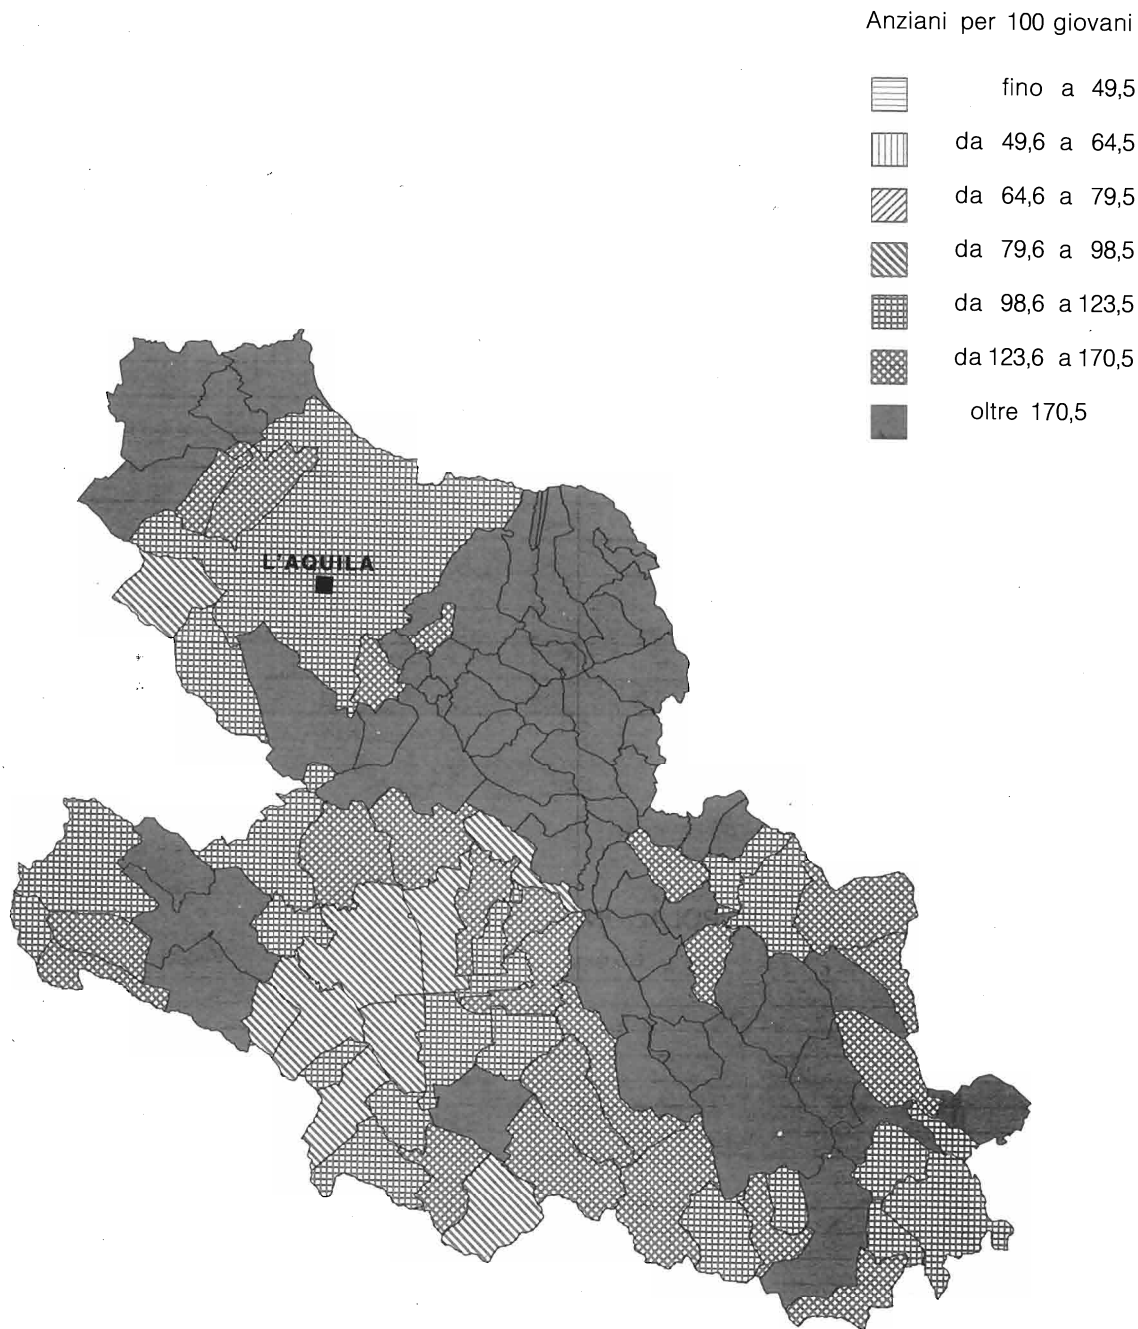 Anziani per 100 giovani
fino a 49,5
da 49,6 a 64,5
da 64,6 a 79,5
da 79,6 a 98,5
da 98,6 a 123,5
da 123,6 a 170,5
oltre 170,5
L'AQUILA